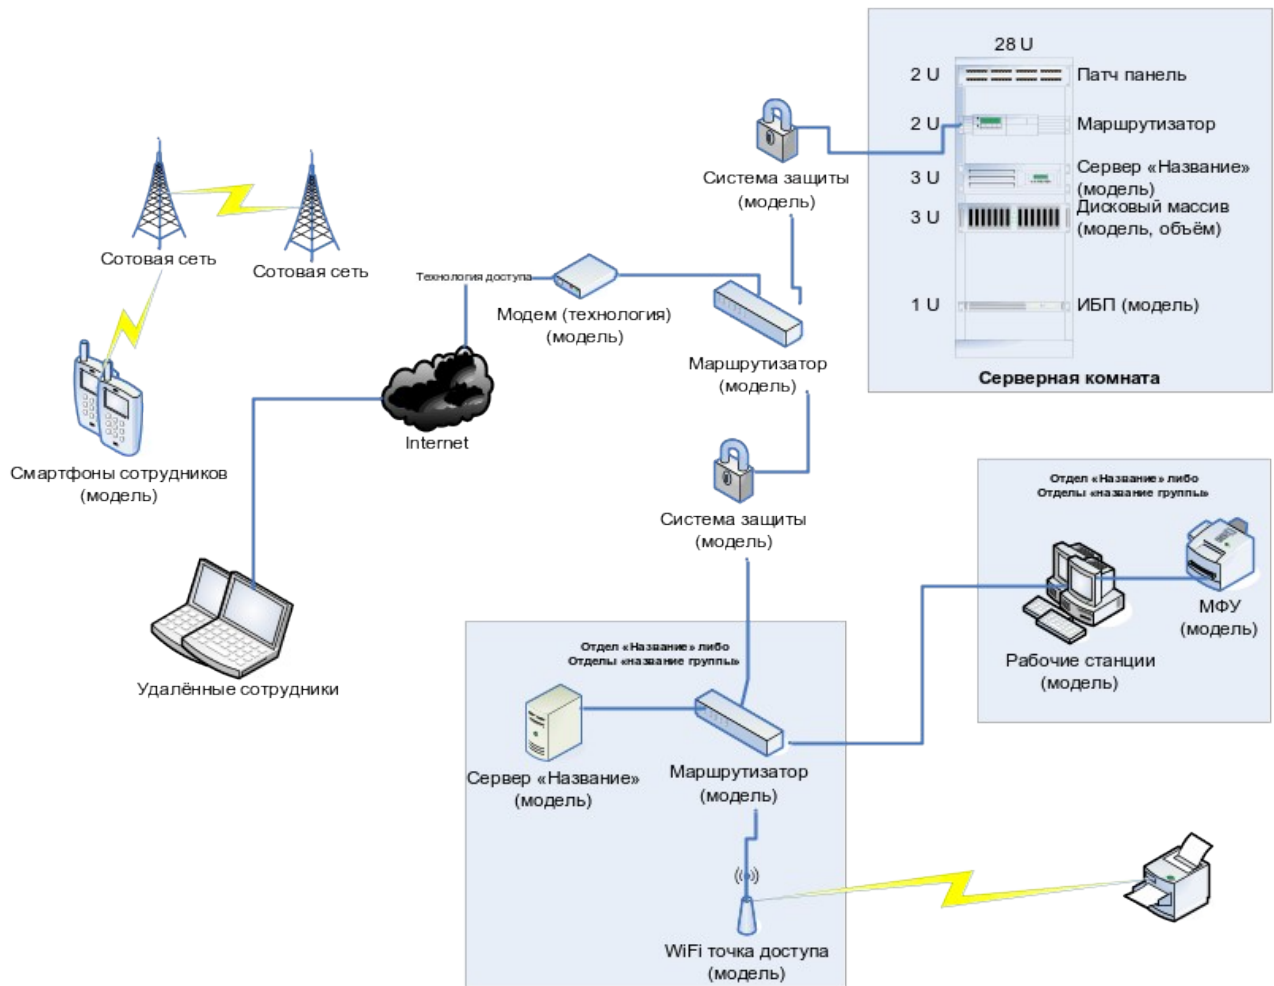 28 U
2 U
Патч панель
2 U
Маршрутизатор
3 U
Сервер «Название»
(модель)
3 U
Дисковый массив
(модель, объём)
1 U
ИБП (модель)
Серверная комната
Система защиты
(модель)
Сотовая сеть
Сотовая сеть
Технология доступа
Модем (технология)
(модель)
Маршрутизатор
(модель)
Internet
Смартфоны сотрудников
(модель)
Система защиты
(модель)
Отдел «Название» либо
Отделы «название группы»
МФУ
(модель)
Рабочие станции
(модель)
Удалённые сотрудники
Отдел «Название» либо
Отделы «название группы»
Сервер «Название»
(модель)
Маршрутизатор
(модель)
WiFi точка доступа
(модель)